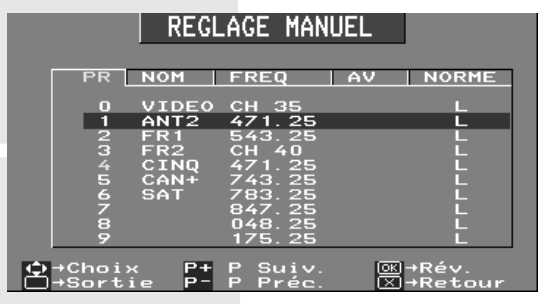 REGLAGE MANUEL
PR NOM FREQ AV NORME
0 VIDEO CH 35 L
1 ANT2 471.25 L
2 FR1 543.25 L
3 FR2 CH 40 L
4 CINQ 471.25 L
5 CAN+ 743.25 L
6 SAT 783.25 L
7 847.25 L
8 048.25 L
9 175.25 L
→Choix P+ P Suiv. OK →Rév.
→Sortie P- P Préc. X →Retour